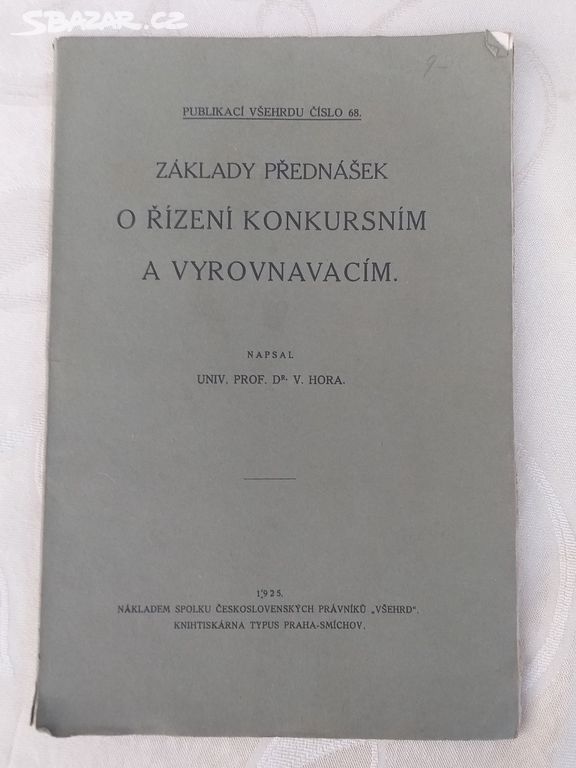 SBAZAR.CZ
PUBLIKACÍ VŠEHRDU ČÍSLO 68.
ZÁKLADY PŘEDNÁŠEK
O ŘÍZENÍ KONKURSNÍM
A VYROVNAVACÍM.
NAPSAL
UNIV. PROF. DR. V. HORA.
1925.
NÁKLADEM SPOLKU ČESKOSLOVENSKÝCH PRÁVNÍKŮ „VŠEHRD“.
KNIHTISKÁRNA TYPUS PRAHA-SMÍCHOV.